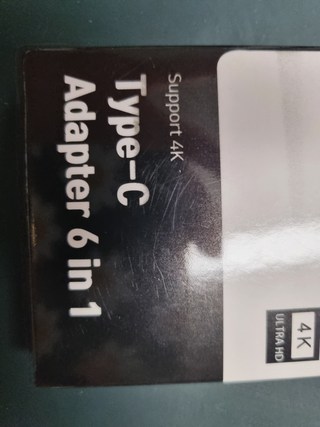 Support 4K
Type-C
Adapter 6 in 1
4K
ULTRA HD